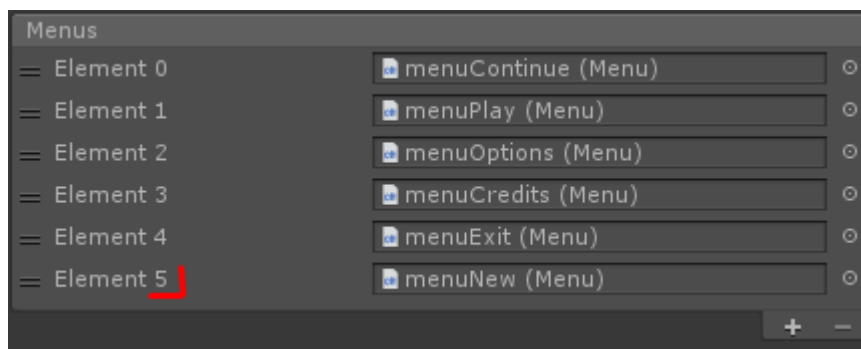 Menus
Element 0 menuContinue (Menu)
Element 1 menuPlay (Menu)
Element 2 menuOptions (Menu)
Element 3 menuCredits (Menu)
Element 4 menuExit (Menu)
Element 5 menuNew (Menu)